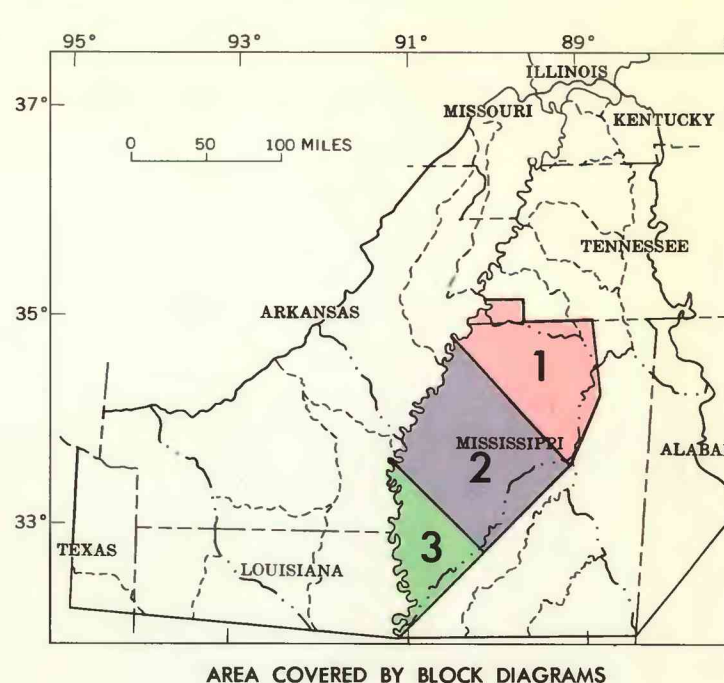 95° 93° 91° 89°
ILLINOIS
37°
MISSOURI
KENTUCKY
0 50 100 MILES
TENNESSEE
35°
ARKANSAS
1
MISSISSIPPI
ALABA
2
33°
3
TEXAS
LOUISIANA
AREA COVERED BY BLOCK DIAGRAMS